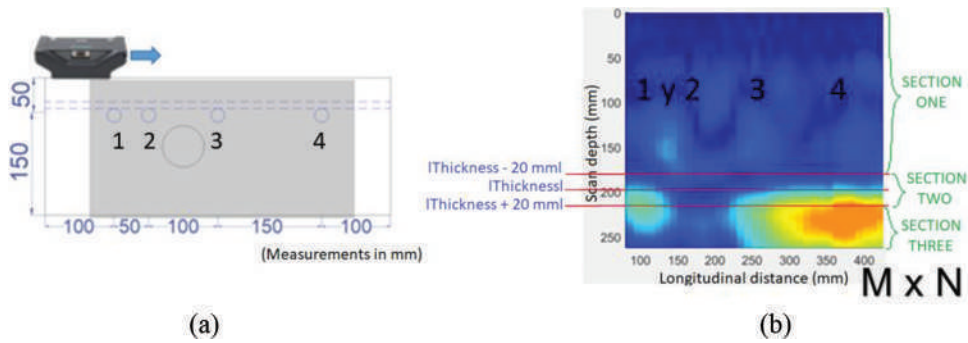 50
150
1 2 3 4
100 50 100 150 100
(Measurements in mm)
(a)
0
50
100
150
200
250
Scan depth (mm)
1 y 2 3 4
|Thickness - 20 mm|
|Thickness|
|Thickness + 20 mm|
SECTION
ONE
SECTION
TWO
SECTION
THREE
100 150 200 250 300 350 400
Longitudinal distance (mm)
M x N
(b)